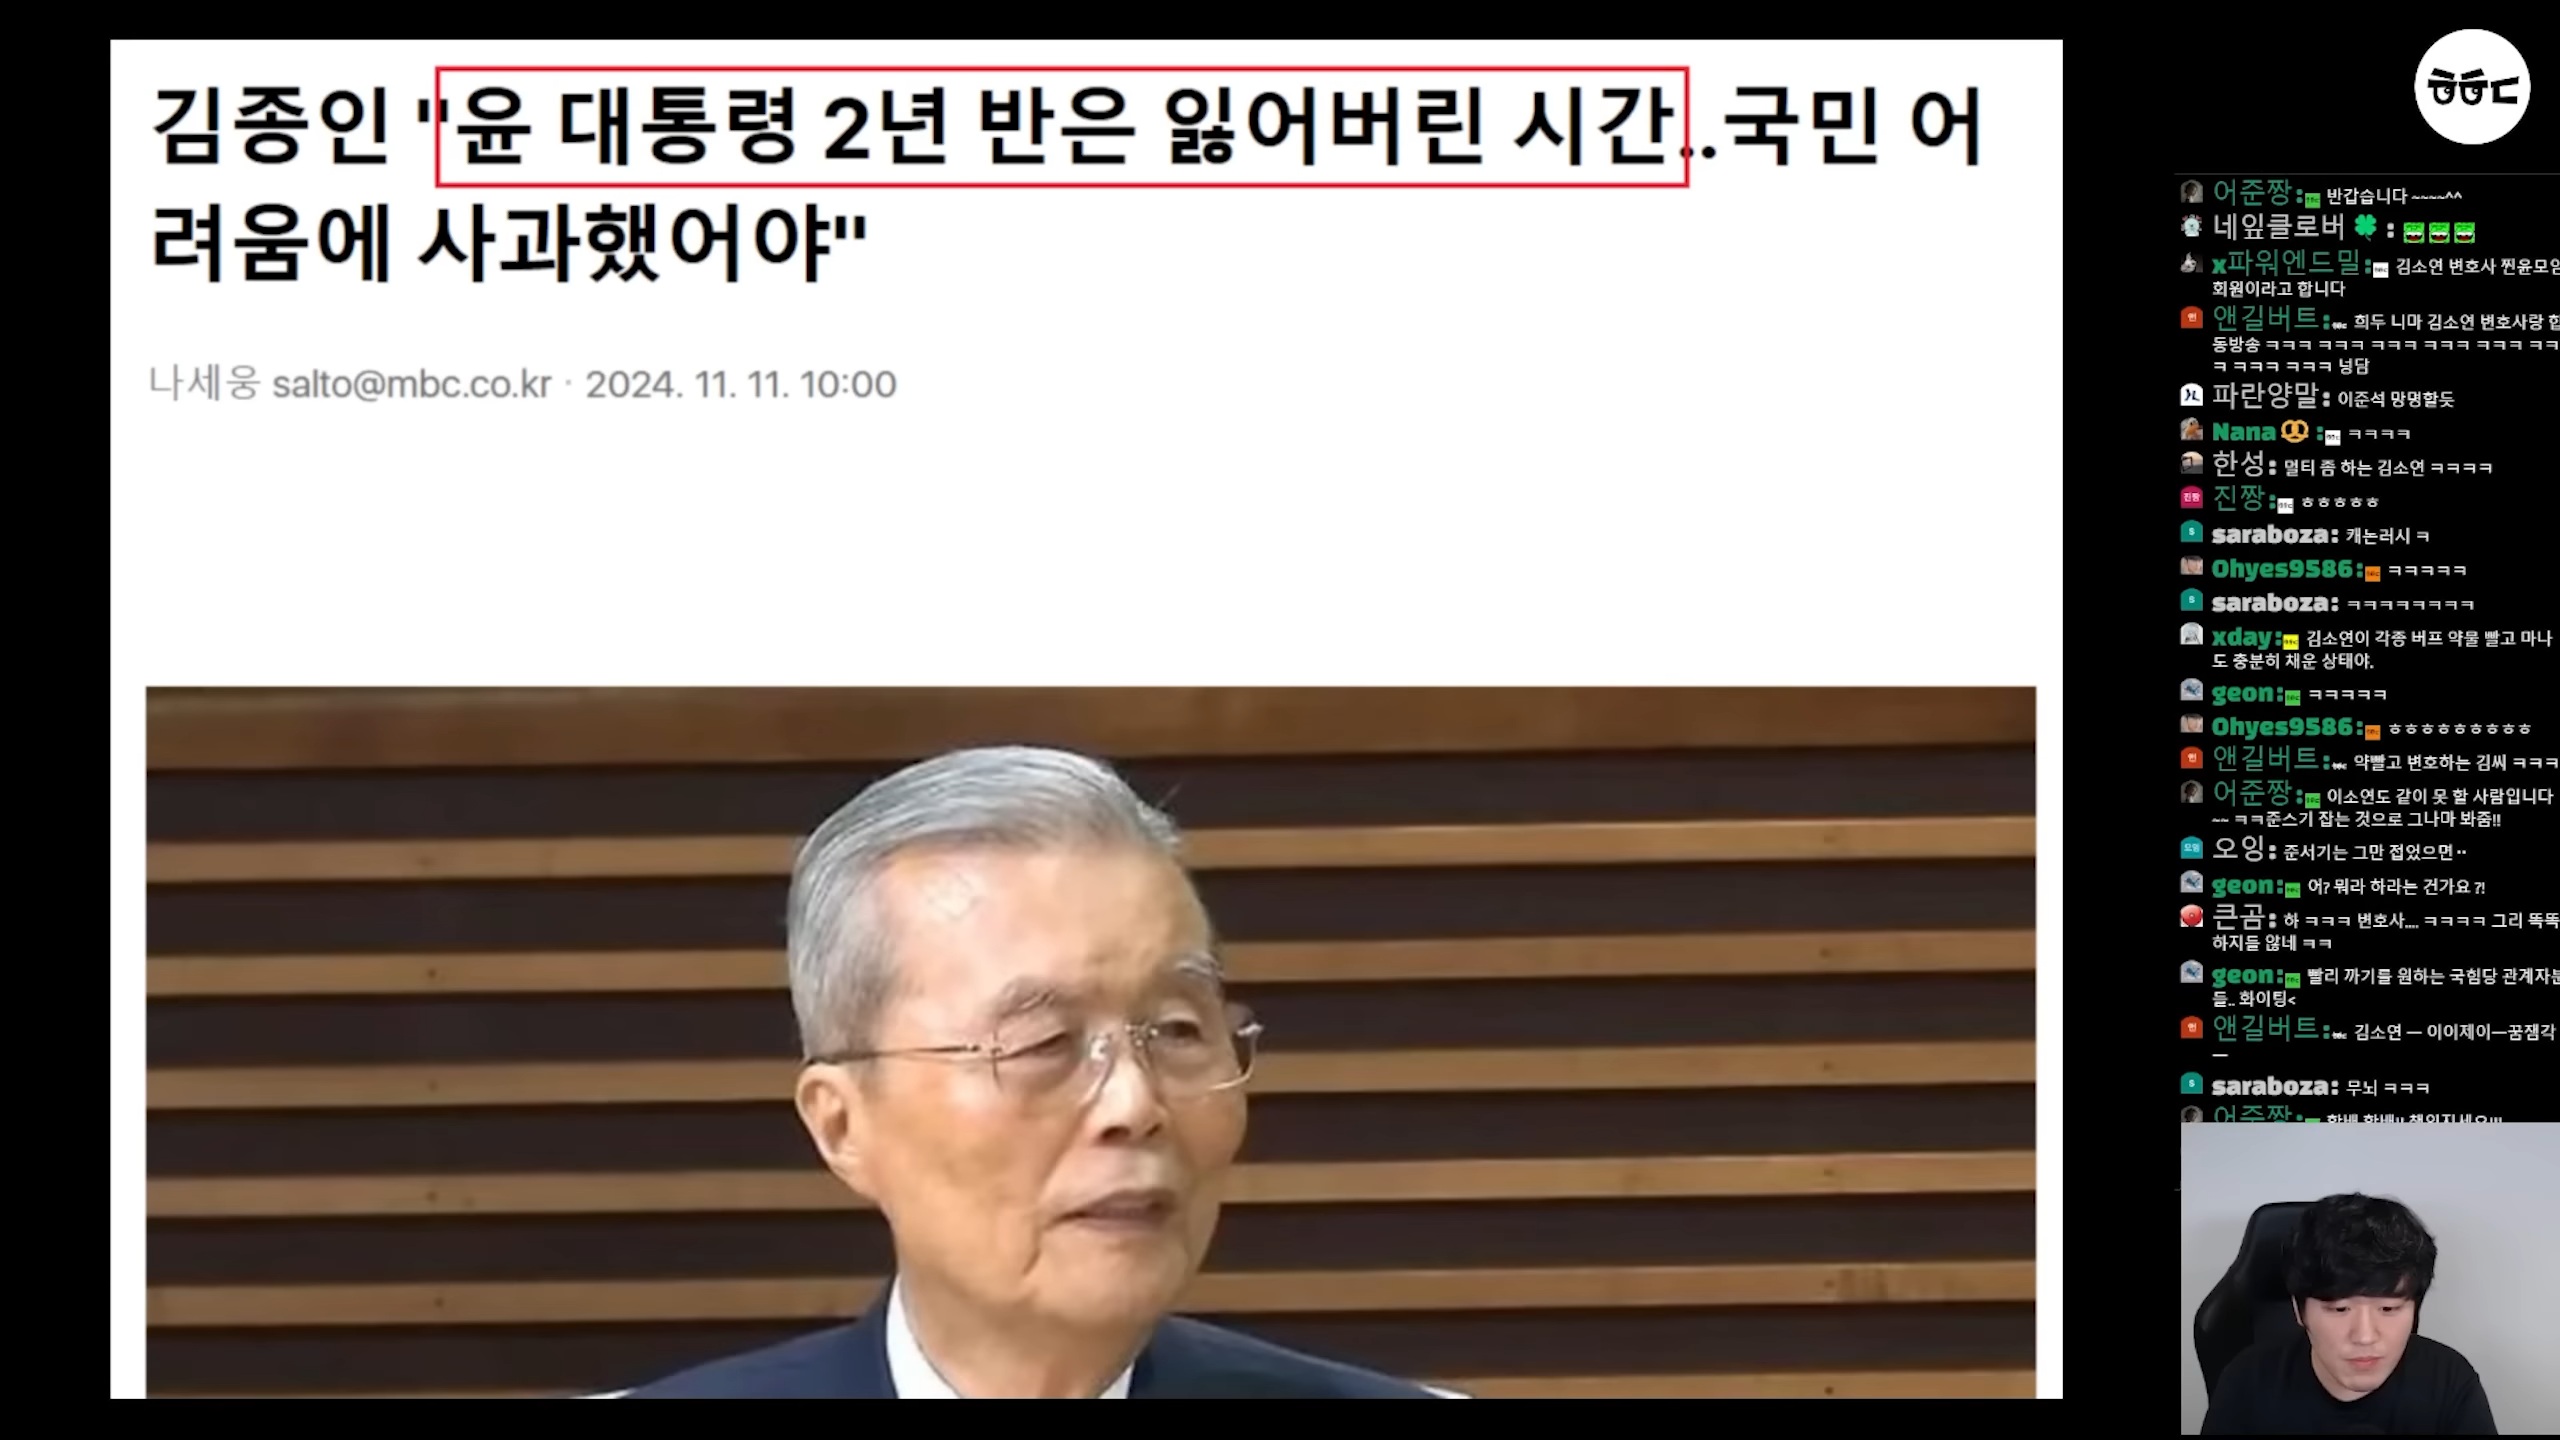 김종인 "윤 대통령 2년 반은 잃어버린 시간..국민 어
려움에 사과했어야"
나세웅 salto@mbc.co.kr · 2024. 11. 11. 10:00
어준짱: 반갑습니다 ~~~~^^
네잎클로버 🍀 :
x파워엔드밀: 김소연 변호사 찐윤모임
회원이라고 합니다
앤길버트: 희두 니마 김소연 변호사랑 합
동방송 ㅋㅋㅋ ㅋㅋㅋ ㅋㅋㅋ ㅋㅋㅋ ㅋㅋㅋ ㅋㅋ
ㅋ ㅋㅋㅋ ㅋㅋㅋ 넝담
파란양말: 이준석 망명할듯
Nana🥨 : ㅋㅋㅋㅋ
한성: 멀티 좀 하는 김소연 ㅋㅋㅋㅋ
진짱: ㅎㅎㅎㅎㅎ
saraboza: 캐논러시 ㅋ
Ohyes9586: ㅋㅋㅋㅋㅋ
saraboza: ㅋㅋㅋㅋㅋㅋㅋㅋ
xday: 김소연이 각종 버프 약물 빨고 마나
도 충분히 채운 상태야.
geon: ㅋㅋㅋㅋㅋ
Ohyes9586: ㅎㅎㅎㅎㅎㅎㅎㅎㅎ
앤길버트: 약빨고 변호하는 김씨 ㅋㅋㅋ
어준짱: 이소연도 같이 못 할 사람입니다
~~ ㅋㅋ준스기 잡는 것으로 그나마 봐줌!!
오잉: 준서기는 그만 접었으면··
geon: 어? 뭐라 하라는 건가요 ?!
큰곰: 하 ㅋㅋㅋ 변호사.... ㅋㅋㅋㅋ 그리 똑똑
하지들 않네 ㅋㅋ
geon: 빨리 까기를 원하는 국힘당 관계자분
들.. 화이팅<
앤길버트: 김소연 ㅡ 이이제이ㅡ꿈잼각
ㅡ
saraboza: 무뇌 ㅋㅋㅋ
어준짱: